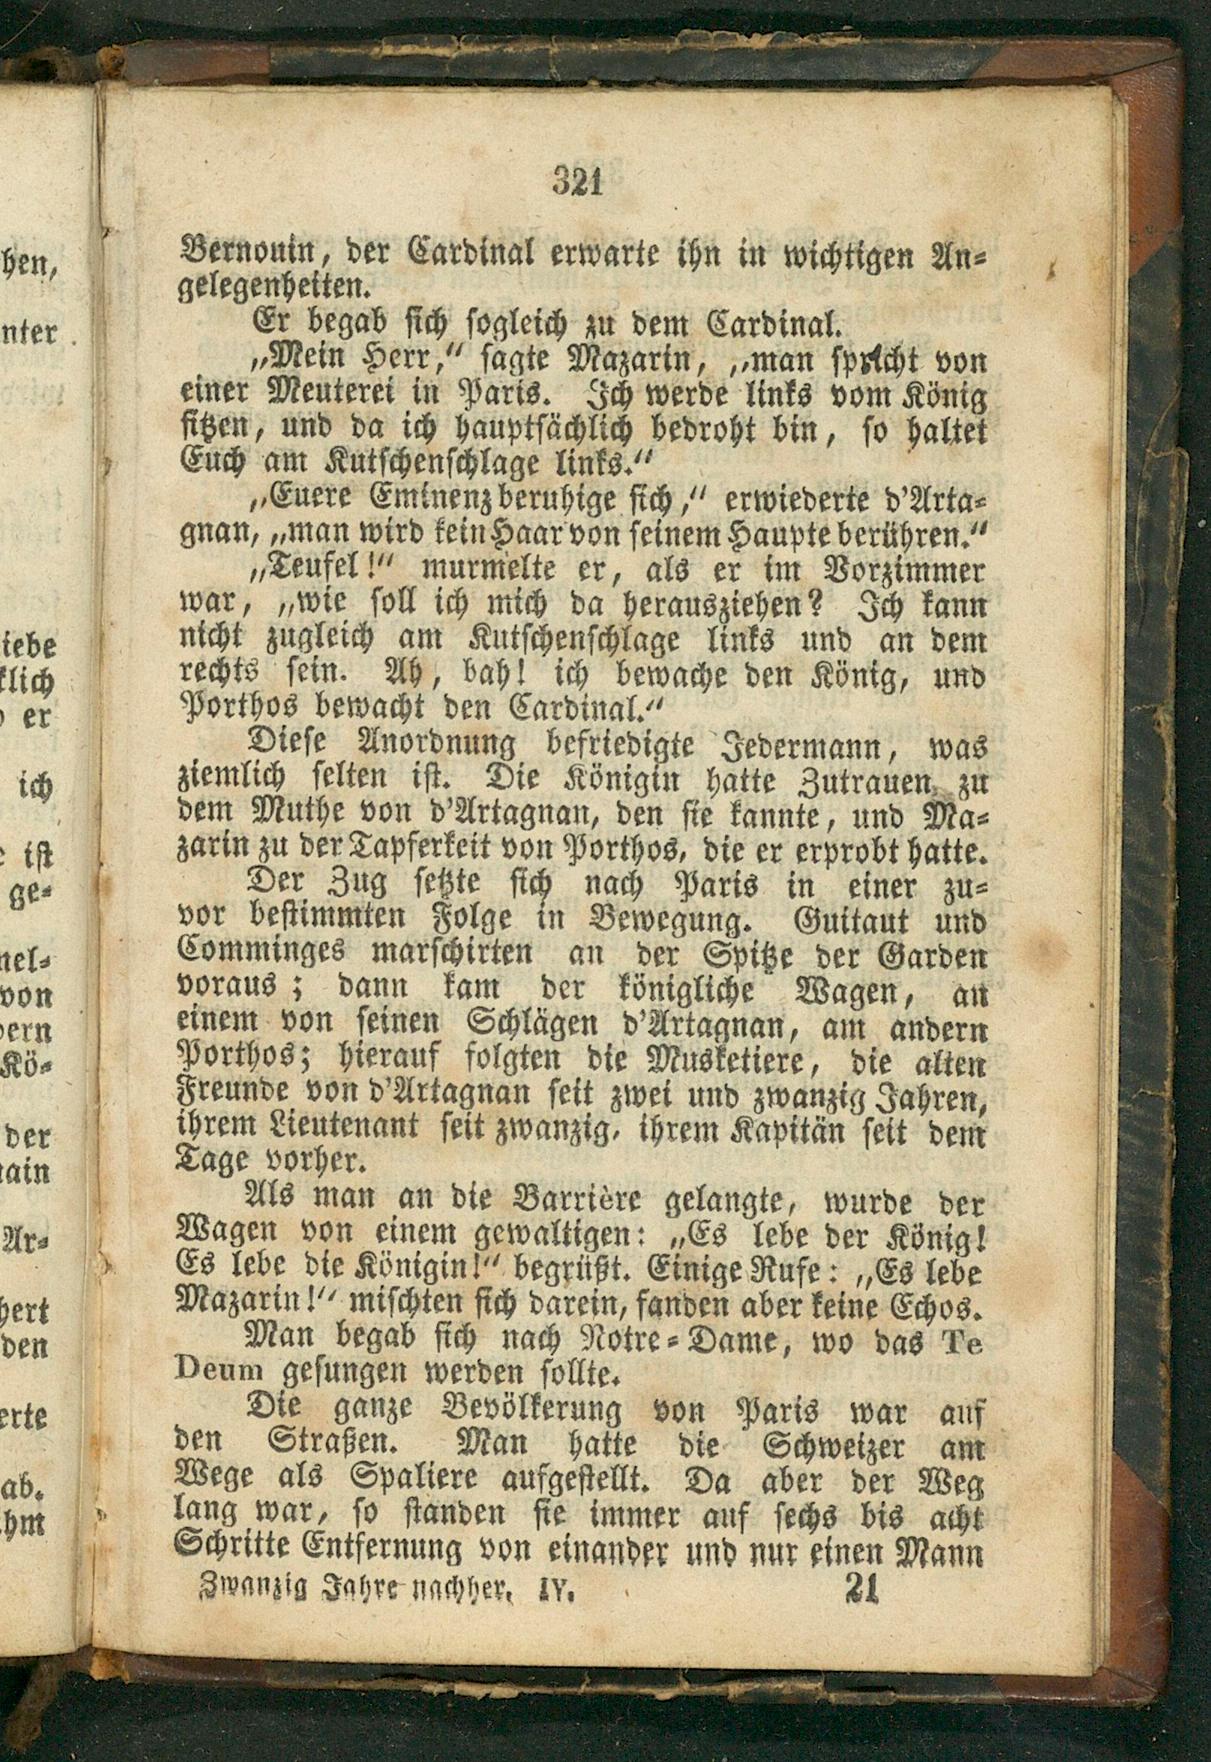 321
Bernouin, der Cardinal erwarte ihn in wichtigen An-
gelegenheiten.
Er begab sich sogleich zu dem Cardinal.
„Mein Herr,“ sagte Mazarin, „man spricht von
einer Meuterei in Paris. Ich werde links vom König
sitzen, und da ich hauptsächlich bedroht bin, so haltet
Euch am Kutschenschlage links.“
„Euere Eminenz beruhige sich,“ erwiederte d'Arta-
gnan, „man wird kein Haar von seinem Haupte berühren.“
„Teufel!“ murmelte er, als er im Vorzimmer
war, „wie soll ich mich da herausziehen? Ich kann
nicht zugleich am Kutschenschlage links und an dem
rechts sein. Ah, bah! ich bewache den König, und
Porthos bewacht den Cardinal.“
Diese Anordnung befriedigte Jedermann, was
ziemlich selten ist. Die Königin hatte Zutrauen zu
dem Muthe von d'Artagnan, den sie kannte, und Ma-
zarin zu der Tapferkeit von Porthos, die er erprobt hatte.
Der Zug setzte sich nach Paris in einer zu-
vor bestimmten Folge in Bewegung. Guitaut und
Comminges marschirten an der Spitze der Garden
voraus; dann kam der königliche Wagen, an
einem von seinen Schlägen d'Artagnan, am andern
Porthos; hierauf folgten die Musketiere, die alten
Freunde von d'Artagnan seit zwei und zwanzig Jahren,
ihrem Lieutenant seit zwanzig, ihrem Kapitän seit dem
Tage vorher.
Als man an die Barrière gelangte, wurde der
Wagen von einem gewaltigen: „Es lebe der König!
Es lebe die Königin!“ begrüßt. Einige Rufe: „Es lebe
Mazarin!“ mischten sich darein, fanden aber keine Echos.
Man begab sich nach Notre-Dame, wo das Te
Deum gesungen werden sollte.
Die ganze Bevölkerung von Paris war auf
den Straßen. Man hatte die Schweizer am
Wege als Spaliere aufgestellt. Da aber der Weg
lang war, so standen sie immer auf sechs bis acht
Schritte Entfernung von einander und nur einen Mann
Zwanzig Jahre nachher. IV. 21